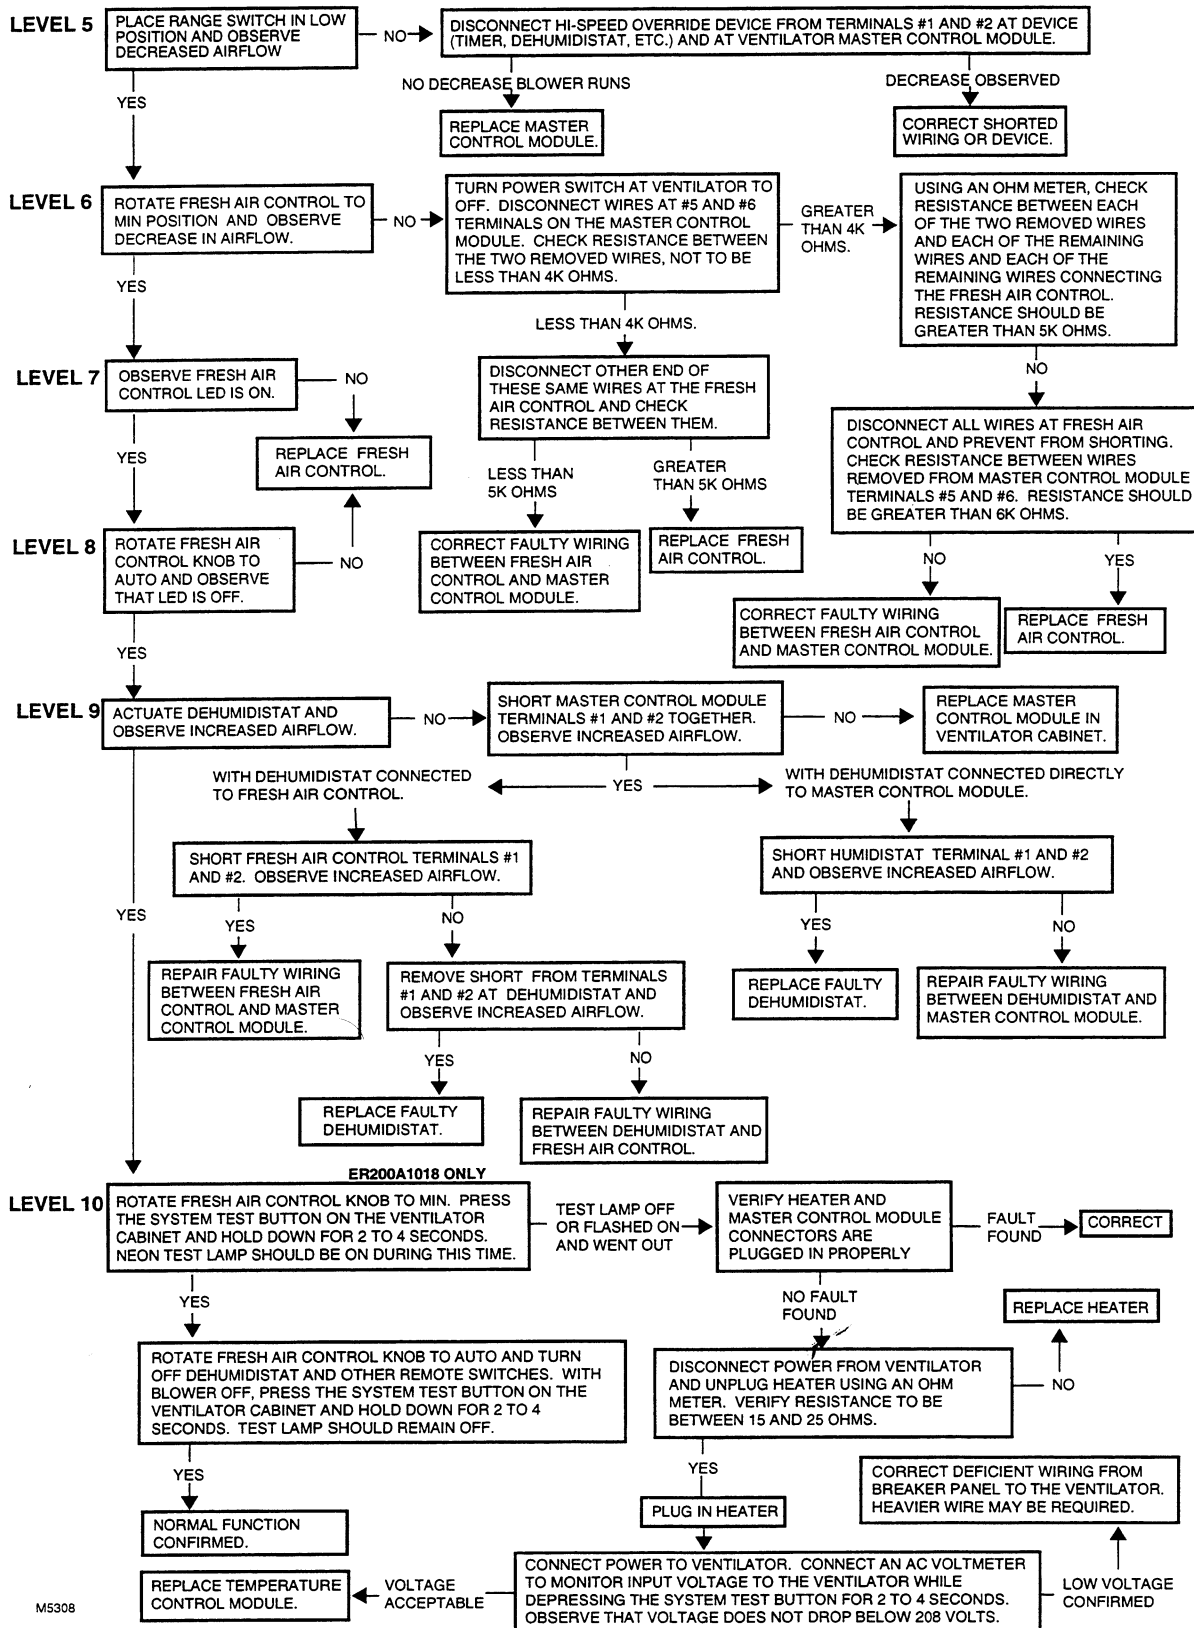 LEVEL 5
PLACE RANGE SWITCH IN LOW
POSITION AND OBSERVE
DECREASED AIRFLOW
NO
DISCONNECT HI-SPEED OVERRIDE DEVICE FROM TERMINALS #1 AND #2 AT DEVICE
(TIMER, DEHUMIDISTAT, ETC.) AND AT VENTILATOR MASTER CONTROL MODULE.
YES
NO DECREASE BLOWER RUNS
DECREASE OBSERVED
REPLACE MASTER
CONTROL MODULE.
CORRECT SHORTED
WIRING OR DEVICE.
LEVEL 6
ROTATE FRESH AIR CONTROL TO
MIN POSITION AND OBSERVE
DECREASE IN AIRFLOW.
NO
TURN POWER SWITCH AT VENTILATOR TO
OFF. DISCONNECT WIRES AT #5 AND #6
TERMINALS ON THE MASTER CONTROL
MODULE. CHECK RESISTANCE BETWEEN
THE TWO REMOVED WIRES, NOT TO BE
LESS THAN 4K OHMS.
GREATER
THAN 4K
OHMS.
USING AN OHM METER, CHECK
RESISTANCE BETWEEN EACH
OF THE TWO REMOVED WIRES
AND EACH OF THE REMAINING
WIRES AND EACH OF THE
REMAINING WIRES CONNECTING
THE FRESH AIR CONTROL.
RESISTANCE SHOULD BE
GREATER THAN 5K OHMS.
YES
LESS THAN 4K OHMS.
NO
LEVEL 7
OBSERVE FRESH AIR
CONTROL LED IS ON.
NO
REPLACE FRESH
AIR CONTROL.
YES
DISCONNECT OTHER END OF
THESE SAME WIRES AT THE FRESH
AIR CONTROL AND CHECK
RESISTANCE BETWEEN THEM.
LESS THAN
5K OHMS
GREATER
THAN 5K OHMS
DISCONNECT ALL WIRES AT FRESH AIR
CONTROL AND PREVENT FROM SHORTING.
CHECK RESISTANCE BETWEEN WIRES
REMOVED FROM MASTER CONTROL MODULE
TERMINALS #5 AND #6. RESISTANCE SHOULD
BE GREATER THAN 6K OHMS.
LEVEL 8
ROTATE FRESH AIR
CONTROL KNOB TO
AUTO AND OBSERVE
THAT LED IS OFF.
NO
CORRECT FAULTY WIRING
BETWEEN FRESH AIR
CONTROL AND MASTER
CONTROL MODULE.
REPLACE FRESH
AIR CONTROL.
NO
YES
CORRECT FAULTY WIRING
BETWEEN FRESH AIR CONTROL
AND MASTER CONTROL MODULE.
REPLACE FRESH
AIR CONTROL.
YES
LEVEL 9
ACTUATE DEHUMIDISTAT AND
OBSERVE INCREASED AIRFLOW.
NO
SHORT MASTER CONTROL MODULE
TERMINALS #1 AND #2 TOGETHER.
OBSERVE INCREASED AIRFLOW.
NO
REPLACE MASTER
CONTROL MODULE IN
VENTILATOR CABINET.
WITH DEHUMIDISTAT CONNECTED
TO FRESH AIR CONTROL.
YES
WITH DEHUMIDISTAT CONNECTED DIRECTLY
TO MASTER CONTROL MODULE.
SHORT FRESH AIR CONTROL TERMINALS #1
AND #2. OBSERVE INCREASED AIRFLOW.
SHORT HUMIDISTAT TERMINAL #1 AND #2
AND OBSERVE INCREASED AIRFLOW.
YES
YES
NO
YES
NO
REPAIR FAULTY WIRING
BETWEEN FRESH AIR
CONTROL AND MASTER
CONTROL MODULE.
REMOVE SHORT FROM TERMINALS
#1 AND #2 AT DEHUMIDISTAT AND
OBSERVE INCREASED AIRFLOW.
REPLACE FAULTY
DEHUMIDISTAT.
REPAIR FAULTY WIRING
BETWEEN DEHUMIDISTAT AND
MASTER CONTROL MODULE.
YES
NO
REPLACE FAULTY
DEHUMIDISTAT.
REPAIR FAULTY WIRING
BETWEEN DEHUMIDISTAT AND
FRESH AIR CONTROL.
ER200A1018 ONLY
LEVEL 10
ROTATE FRESH AIR CONTROL KNOB TO MIN. PRESS
THE SYSTEM TEST BUTTON ON THE VENTILATOR
CABINET AND HOLD DOWN FOR 2 TO 4 SECONDS.
NEON TEST LAMP SHOULD BE ON DURING THIS TIME.
TEST LAMP OFF
OR FLASHED ON
AND WENT OUT
VERIFY HEATER AND
MASTER CONTROL MODULE
CONNECTORS ARE
PLUGGED IN PROPERLY
FAULT
FOUND
CORRECT
YES
NO FAULT
FOUND
REPLACE HEATER
ROTATE FRESH AIR CONTROL KNOB TO AUTO AND TURN
OFF DEHUMIDISTAT AND OTHER REMOTE SWITCHES. WITH
BLOWER OFF, PRESS THE SYSTEM TEST BUTTON ON THE
VENTILATOR CABINET AND HOLD DOWN FOR 2 TO 4
SECONDS. TEST LAMP SHOULD REMAIN OFF.
DISCONNECT POWER FROM VENTILATOR
AND UNPLUG HEATER USING AN OHM
METER. VERIFY RESISTANCE TO BE
BETWEEN 15 AND 25 OHMS.
NO
YES
YES
CORRECT DEFICIENT WIRING FROM
BREAKER PANEL TO THE VENTILATOR.
HEAVIER WIRE MAY BE REQUIRED.
NORMAL FUNCTION
CONFIRMED.
PLUG IN HEATER
REPLACE TEMPERATURE
CONTROL MODULE.
VOLTAGE
ACCEPTABLE
CONNECT POWER TO VENTILATOR. CONNECT AN AC VOLTMETER
TO MONITOR INPUT VOLTAGE TO THE VENTILATOR WHILE
DEPRESSING THE SYSTEM TEST BUTTON FOR 2 TO 4 SECONDS.
OBSERVE THAT VOLTAGE DOES NOT DROP BELOW 208 VOLTS.
LOW VOLTAGE
CONFIRMED
M5308